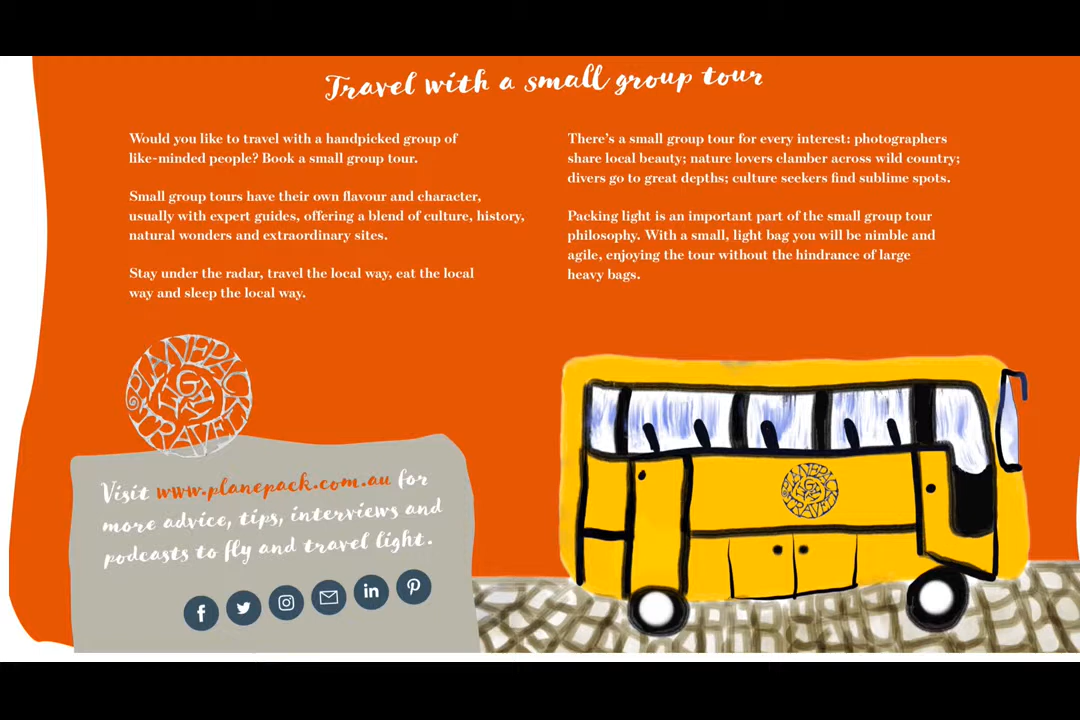 Travel with a small group tour
Would you like to travel with a handpicked group of
like-minded people? Book a small group tour.
Small group tours have their own flavour and character,
usually with expert guides, offering a blend of culture, history,
natural wonders and extraordinary sites.
Stay under the radar, travel the local way, eat the local
way and sleep the local way.
There's a small group tour for every interest: photographers
share local beauty; nature lovers clamber across wild country;
divers go to great depths; culture seekers find sublime spots.
Packing light is an important part of the small group tour
philosophy. With a small, light bag you will be nimble and
agile, enjoying the tour without the hindrance of large
heavy bags.
PLANEPACK
TRAVEL
LIGHT
Visit www.planepack.com.au for
more advice, tips, interviews and
podcasts to fly and travel light.
PLANEPACK
TRAVEL
LIGHT